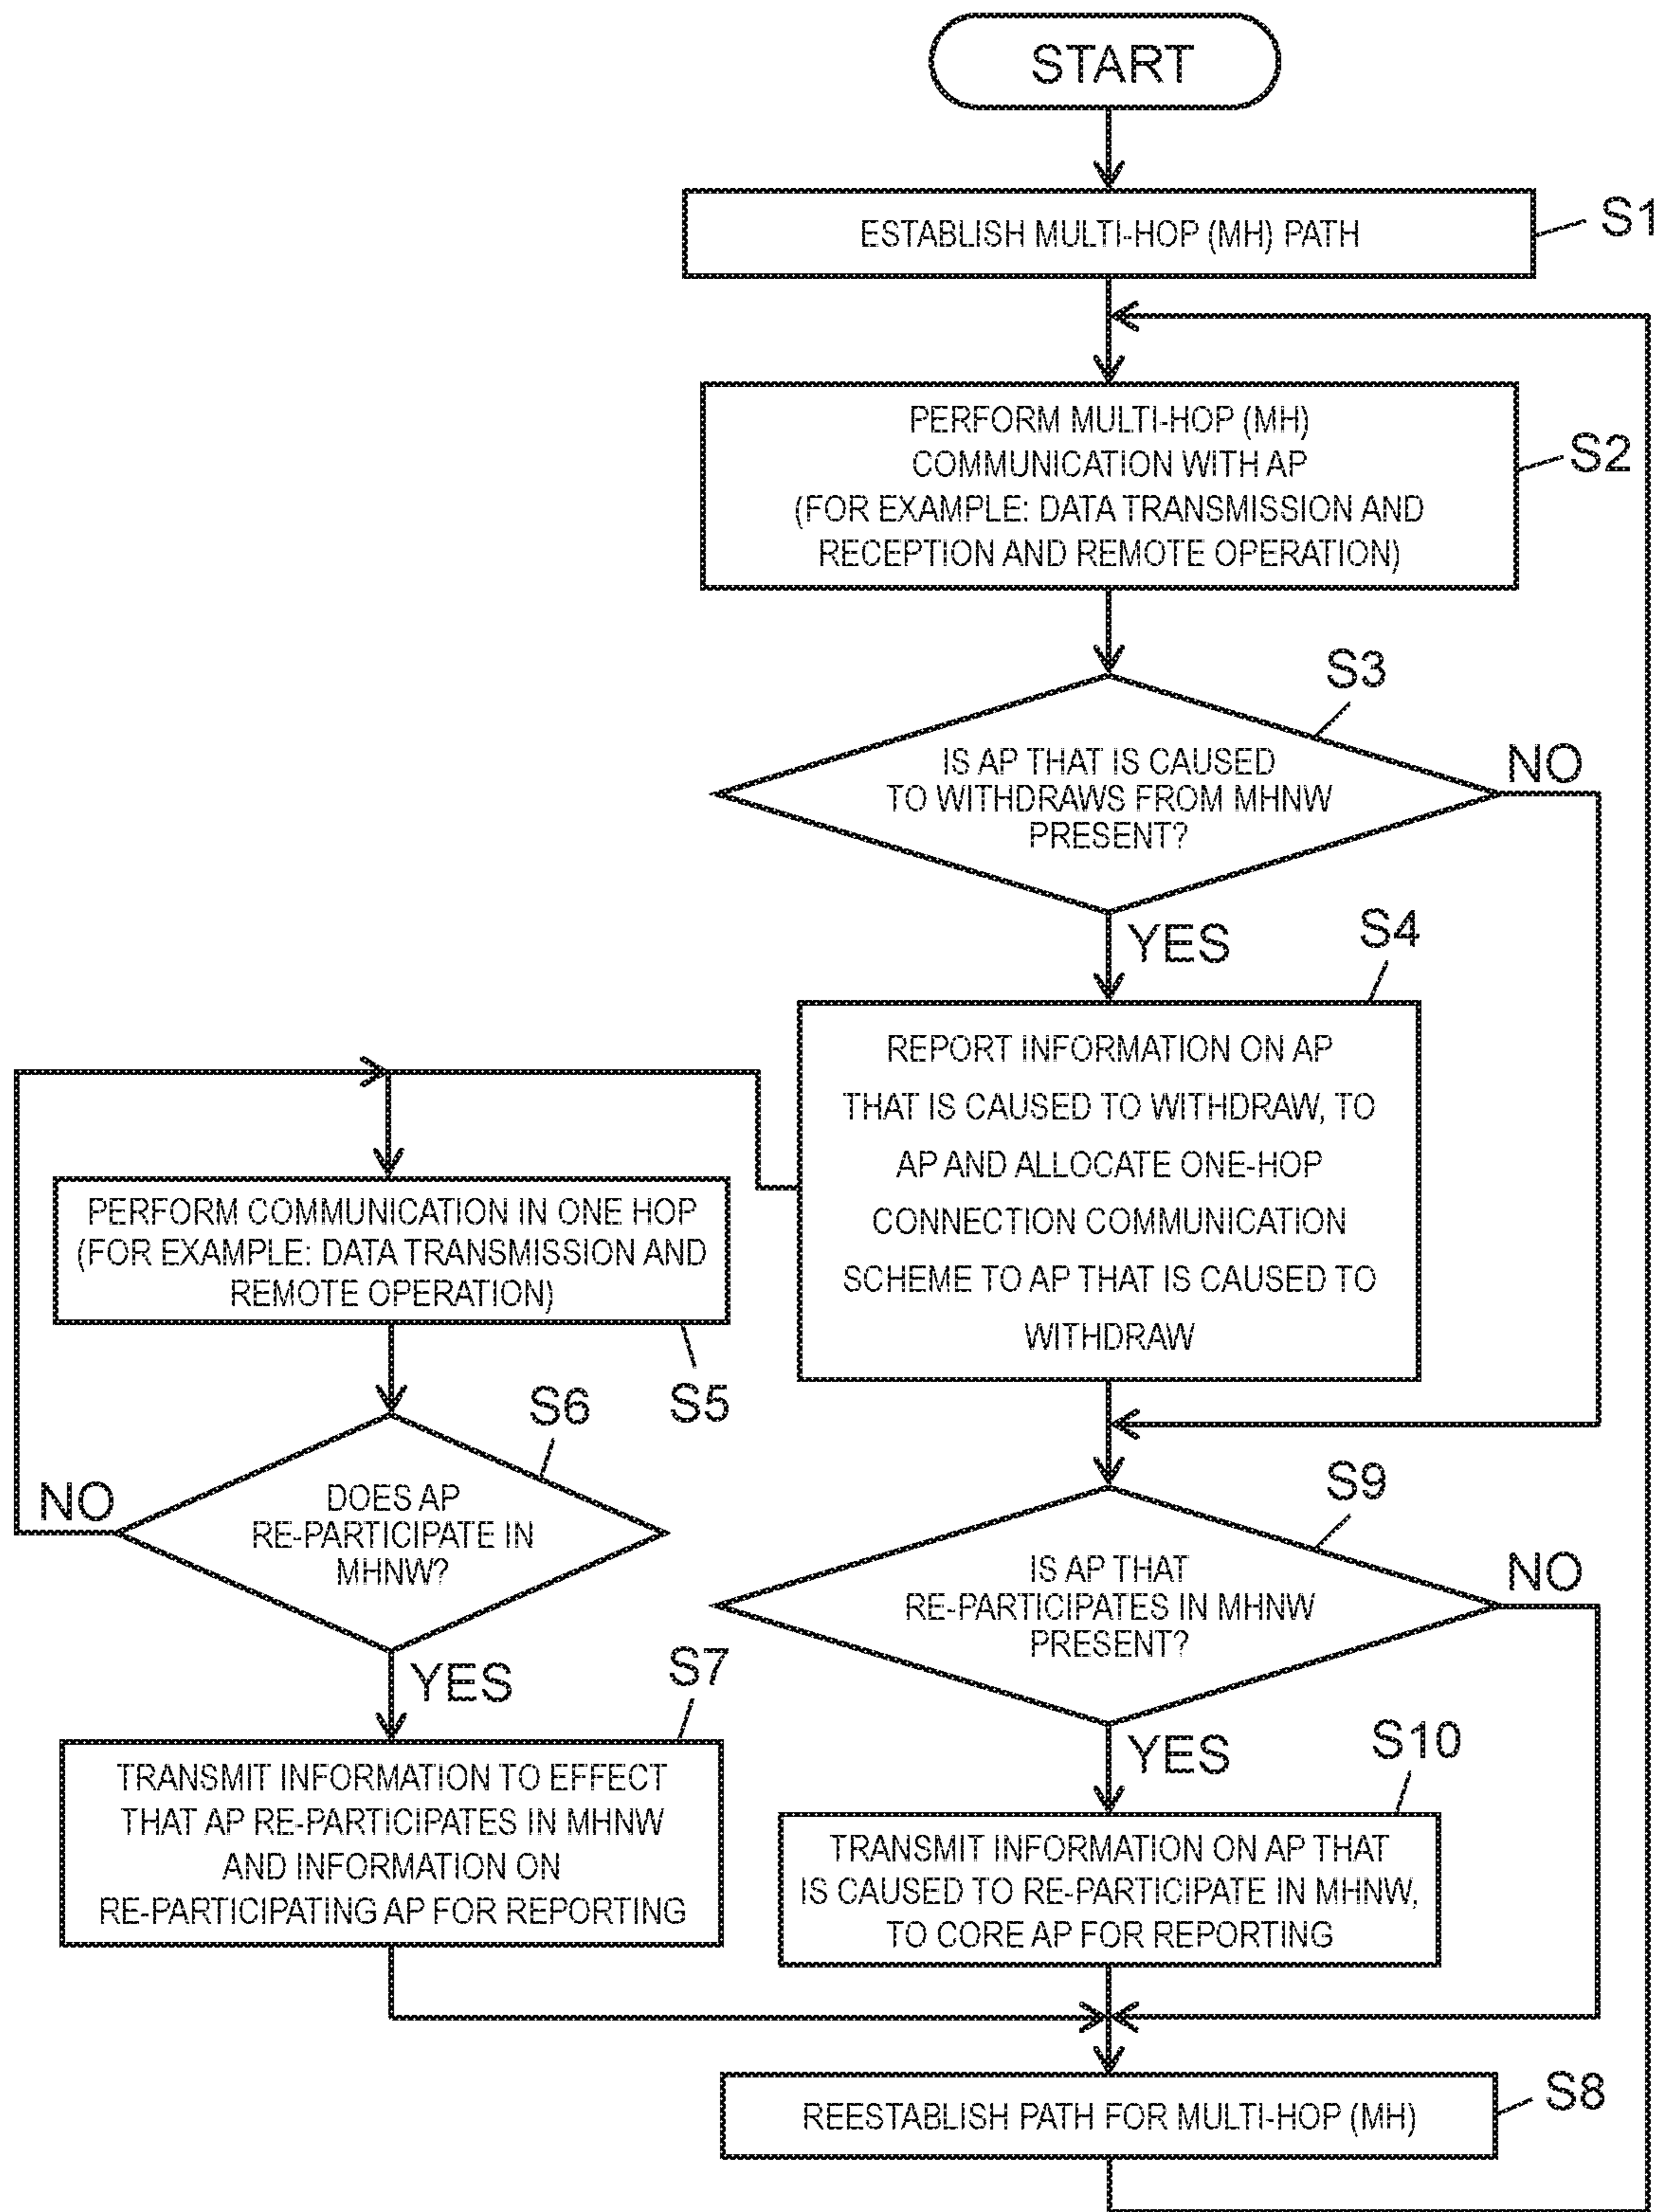 START
ESTABLISH MULTI-HOP (MH) PATH
S1
PERFORM MULTI-HOP (MH)
COMMUNICATION WITH AP
(FOR EXAMPLE: DATA TRANSMISSION AND
RECEPTION AND REMOTE OPERATION)
S2
S3
IS AP THAT IS CAUSED
TO WITHDRAWS FROM MHNW
PRESENT?
NO
YES
S4
REPORT INFORMATION ON AP
THAT IS CAUSED TO WITHDRAW, TO
AP AND ALLOCATE ONE-HOP
CONNECTION COMMUNICATION
SCHEME TO AP THAT IS CAUSED TO
WITHDRAW
PERFORM COMMUNICATION IN ONE HOP
(FOR EXAMPLE: DATA TRANSMISSION AND
REMOTE OPERATION)
S5
S6
DOES AP
RE-PARTICIPATE IN
MHNW?
NO
YES
S7
TRANSMIT INFORMATION TO EFFECT
THAT AP RE-PARTICIPATES IN MHNW
AND INFORMATION ON
RE-PARTICIPATING AP FOR REPORTING
S9
IS AP THAT
RE-PARTICIPATES IN MHNW
PRESENT?
NO
YES
S10
TRANSMIT INFORMATION ON AP THAT
IS CAUSED TO RE-PARTICIPATE IN MHNW,
TO CORE AP FOR REPORTING
REESTABLISH PATH FOR MULTI-HOP (MH)
S8